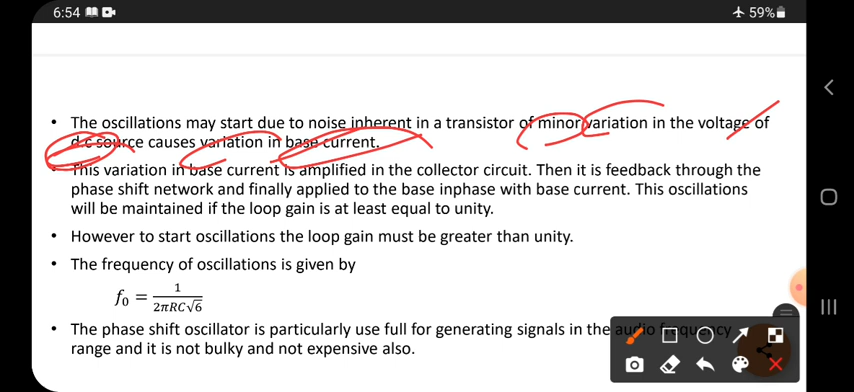 6:54
59%
• The oscillations may start due to noise inherent in a transistor of minor variation in the voltage of
d.c source causes variation in base current.
• This variation in base current is amplified in the collector circuit. Then it is feedback through the
phase shift network and finally applied to the base inphase with base current. This oscillations
will be maintained if the loop gain is at least equal to unity.
• However to start oscillations the loop gain must be greater than unity.
• The frequency of oscillations is given by
f₀ = 1 / 2πRC√6
• The phase shift oscillator is particularly use full for generating signals in the audio frequency
range and it is not bulky and not expensive also.